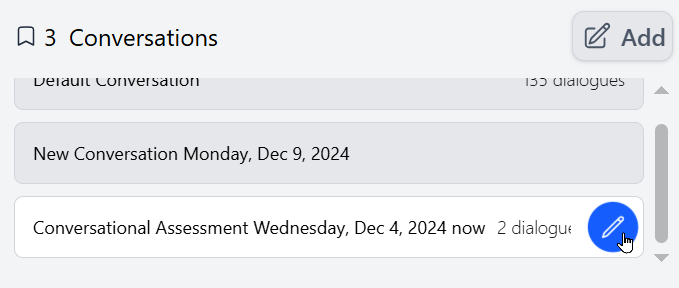 3 Conversations
Add
Default Conversation 135 dialogues
New Conversation Monday, Dec 9, 2024
Conversational Assessment Wednesday, Dec 4, 2024 now 2 dialogue